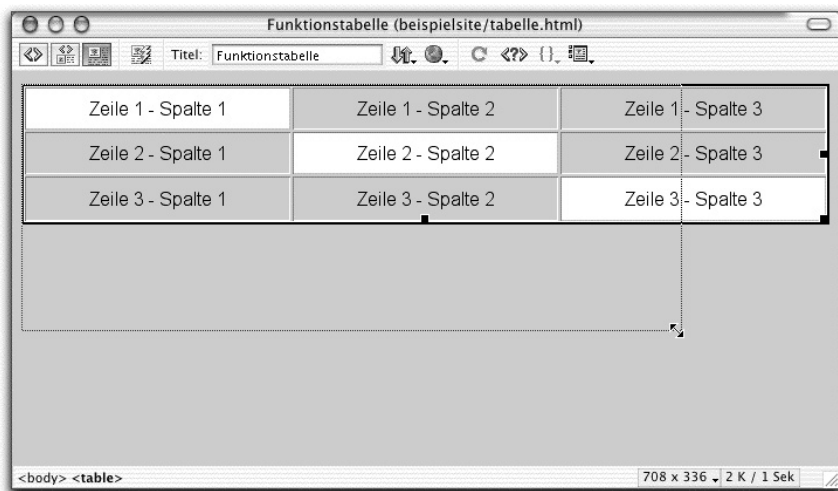 Funktionstabelle (beispielsite/tabelle.html)
Titel: Funktionstabelle
Zeile 1 - Spalte 1 Zeile 1 - Spalte 2 Zeile 1 - Spalte 3
Zeile 2 - Spalte 1 Zeile 2 - Spalte 2 Zeile 2 - Spalte 3
Zeile 3 - Spalte 1 Zeile 3 - Spalte 2 Zeile 3 - Spalte 3
<body> <table> 708 x 336 2 K / 1 Sek